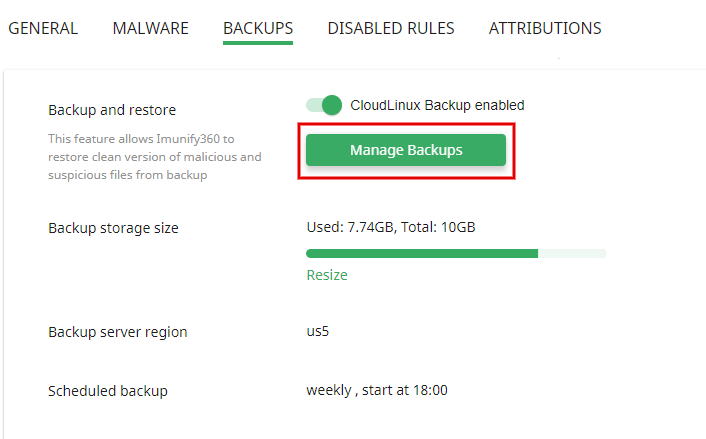 GENERAL MALWARE BACKUPS DISABLED RULES ATTRIBUTIONS
Backup and restore
CloudLinux Backup enabled
This feature allows Imunify360 to
restore clean version of malicious and
suspicious files from backup
Manage Backups
Backup storage size
Used: 7.74GB, Total: 10GB
Resize
Backup server region
us5
Scheduled backup
weekly , start at 18:00